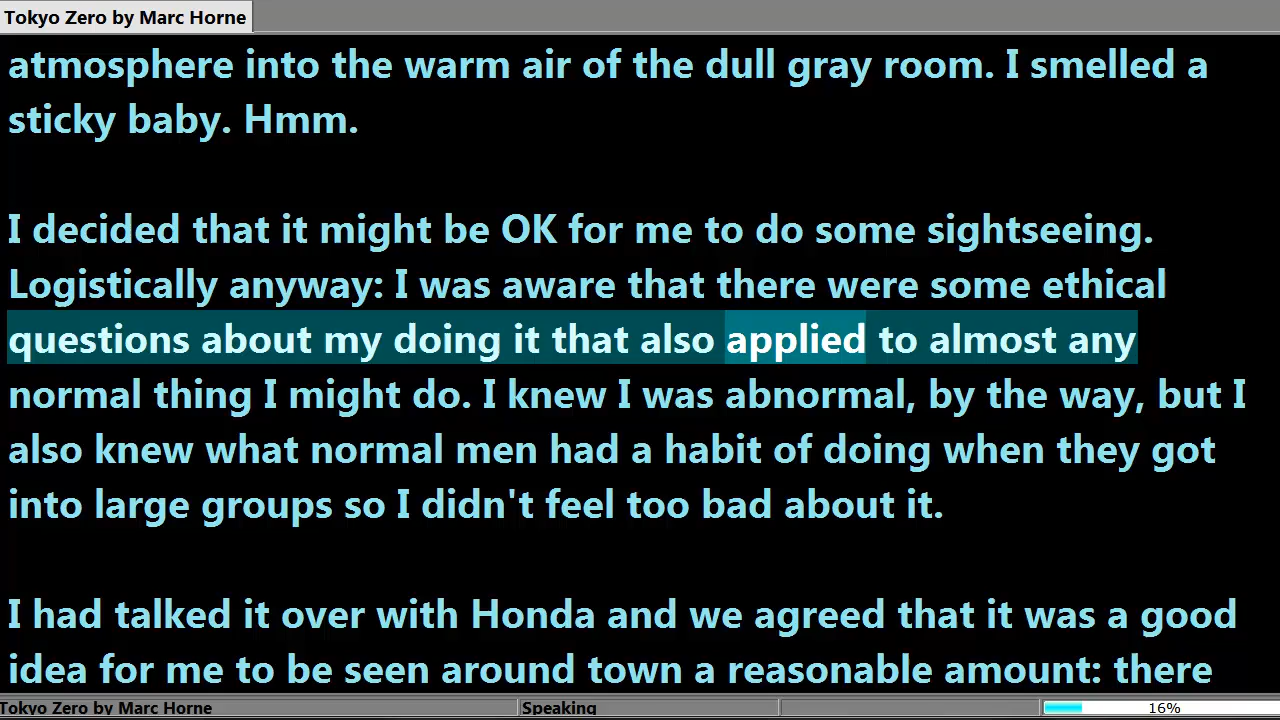 Tokyo Zero by Marc Horne
atmosphere into the warm air of the dull gray room. I smelled a
sticky baby. Hmm.
I decided that it might be OK for me to do some sightseeing.
Logistically anyway: I was aware that there were some ethical
questions about my doing it that also applied to almost any
normal thing I might do. I knew I was abnormal, by the way, but I
also knew what normal men had a habit of doing when they got
into large groups so I didn't feel too bad about it.
I had talked it over with Honda and we agreed that it was a good
idea for me to be seen around town a reasonable amount: there
Tokyo Zero by Marc Horne
Speaking
16%